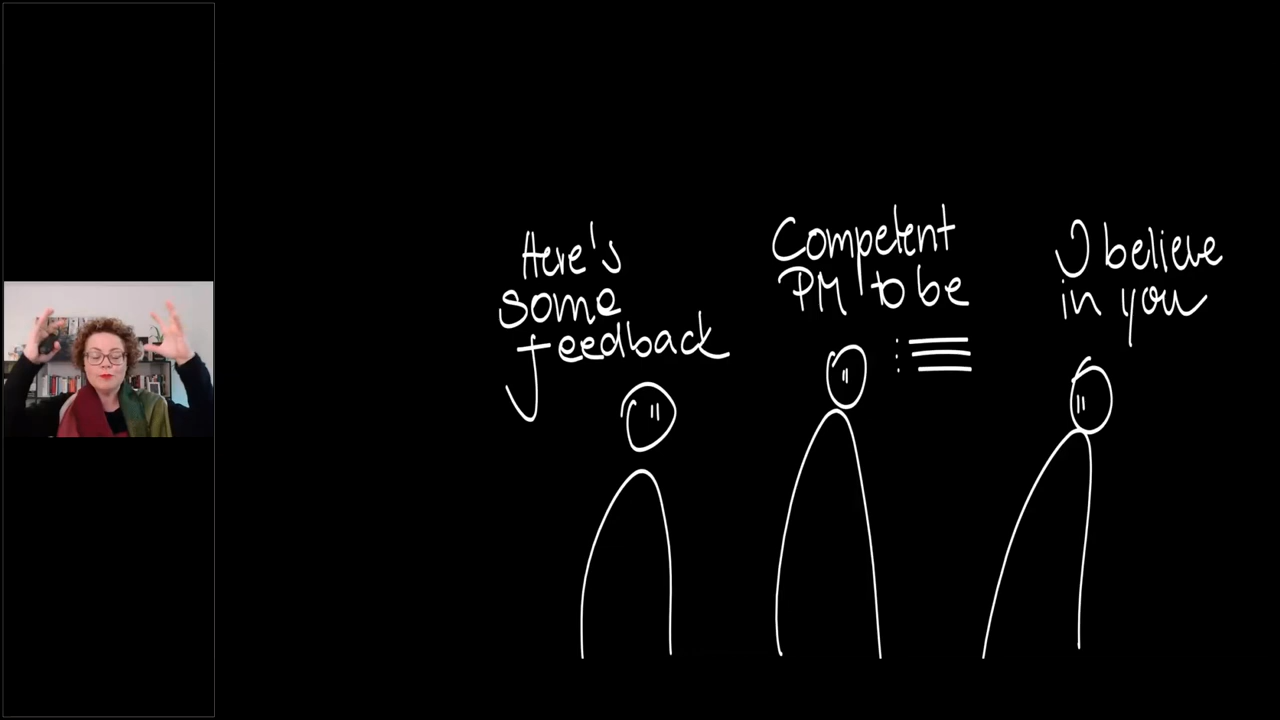 Here's
some
feedback
Competent
PM to be
I believe
in you